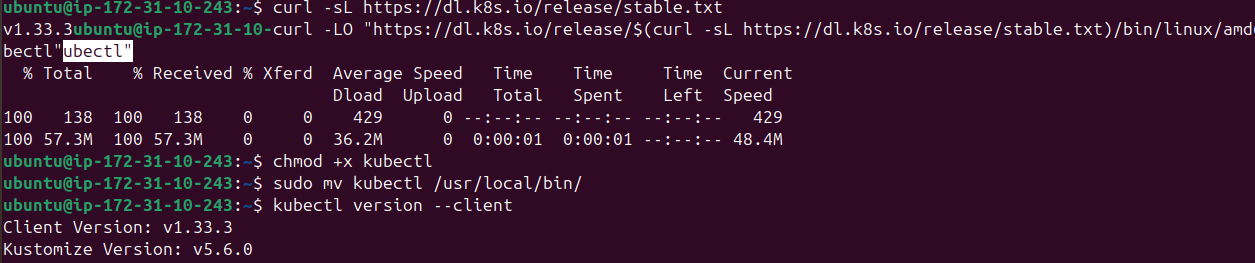 ubuntu@ip-172-31-10-243:~$ curl -sL https://dl.k8s.io/release/stable.txt
v1.33.3ubuntu@ip-172-31-10-curl -LO "https://dl.k8s.io/release/$(curl -sL https://dl.k8s.io/release/stable.txt)/bin/linux/amd
bectl"ubectl"
% Total % Received % Xferd Average Speed Time Time Time Current
Dload Upload Total Spent Left Speed
100 138 100 138 0 0 429 0 --:--:-- --:--:-- --:--:-- 429
100 57.3M 100 57.3M 0 0 36.2M 0 0:00:01 0:00:01 --:--:-- 48.4M
ubuntu@ip-172-31-10-243:~$ chmod +x kubectl
ubuntu@ip-172-31-10-243:~$ sudo mv kubectl /usr/local/bin/
ubuntu@ip-172-31-10-243:~$ kubectl version --client
Client Version: v1.33.3
Kustomize Version: v5.6.0